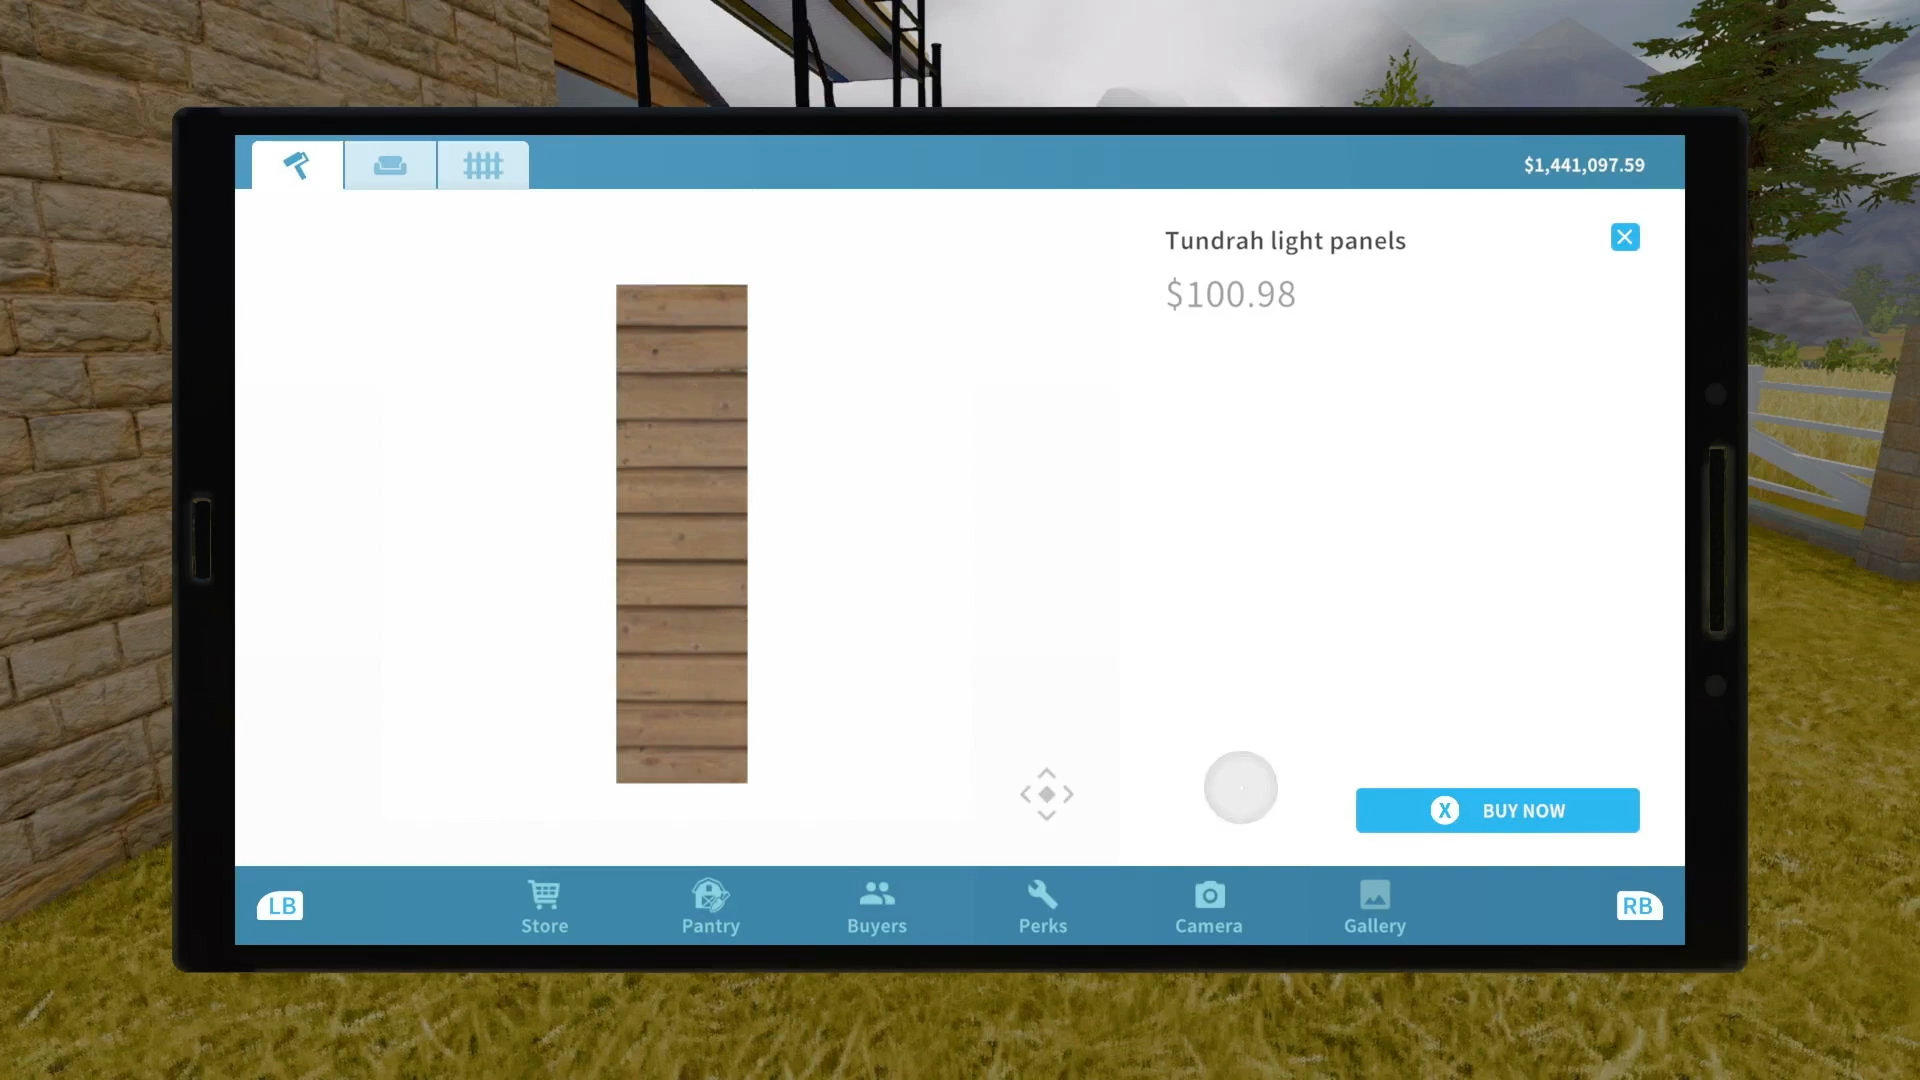 $1,441,097.59
Tundrah light panels
$100.98
X BUY NOW
LB
Store
Pantry
Buyers
Perks
Camera
Gallery
RB